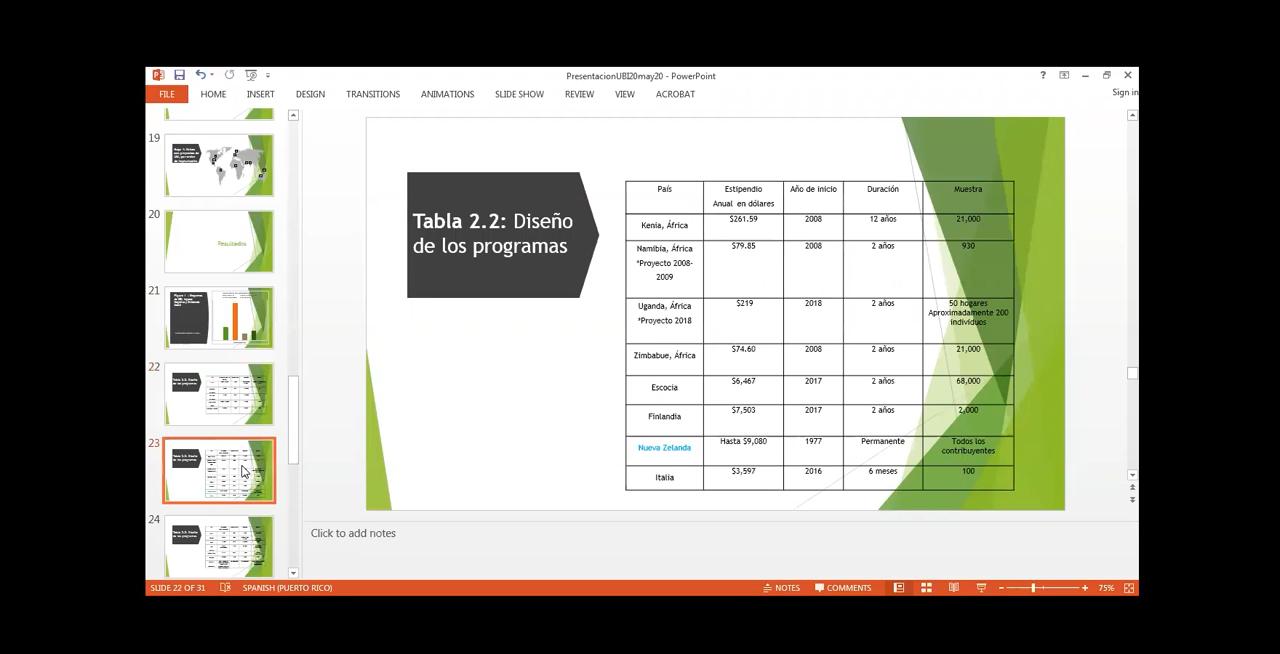 PresentacionUBI20may20 - PowerPoint
?
FILE HOME INSERT DESIGN TRANSITIONS ANIMATIONS SLIDE SHOW REVIEW VIEW ACROBAT
Sign in
19
20
Resultados
21
22
23
24
Tabla 2.2: Diseño
de los programas
País Estipendio Año de inicio Duración Muestra
Anual en dólares
Kenia, África $261.59 2008 12 años 21,000
Namibia, África $79.85 2008 2 años 930
*Proyecto 2008-
2009
Uganda, África $219 2018 2 años 50 hogares
*Proyecto 2018 Aproximadamente 200
individuos
Zimbabue, África $74.60 2008 2 años 21,000
Escocia $6,467 2017 2 años 68,000
Finlandia $7,503 2017 2 años 2,000
Nueva Zelanda Hasta $9,080 1977 Permanente Todos los
contribuyentes
Italia $3,597 2016 6 meses 100
Click to add notes
SLIDE 22 OF 31 SPANISH (PUERTO RICO) NOTES COMMENTS 75%